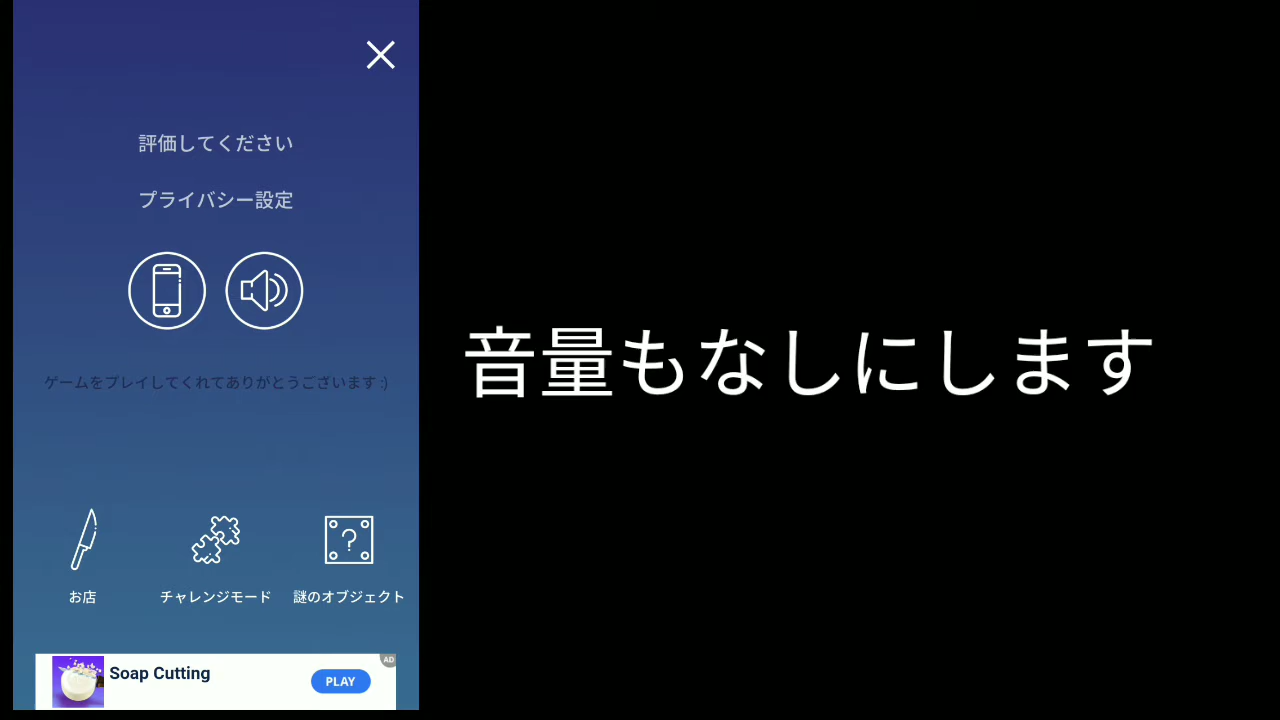 評価してください
プライバシー設定
ゲームをプレイしてくれてありがとうございます :)
音量もなしにします
お店
チャレンジモード
謎のオブジェクト
Soap Cutting
PLAY
AD